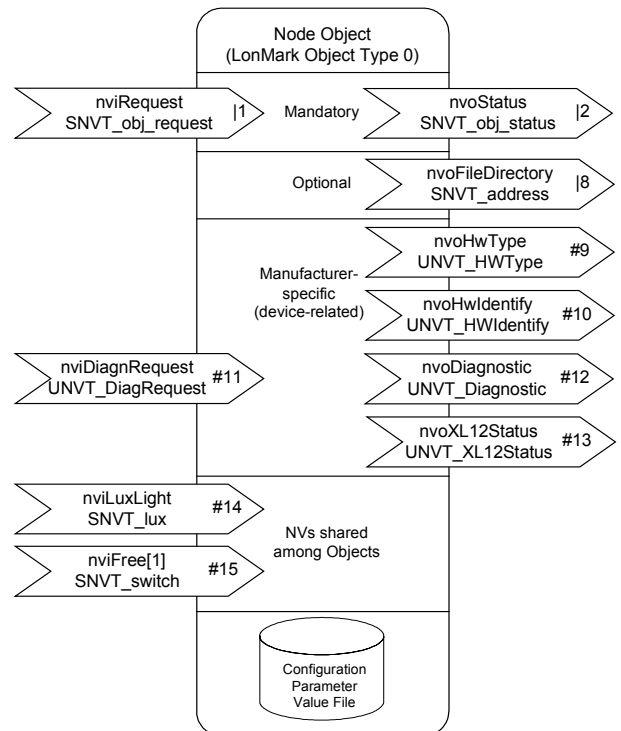 Node Object
(LonMark Object Type 0)
nviRequest
SNVT_obj_request
|1
Mandatory
nvoStatus
SNVT_obj_status
|2
Optional
nvoFileDirectory
SNVT_address
|8
Manufacturer-
specific
(device-related)
nvoHwType
UNVT_HWType
#9
nvoHwIdentify
UNVT_HWIdentify
#10
nviDiagnRequest
UNVT_DiagRequest
#11
nvoDiagnostic
UNVT_Diagnostic
#12
nvoXL12Status
UNVT_XL12Status
#13
nviLuxLight
SNVT_lux
#14
NVs shared
among Objects
nviFree[1]
SNVT_switch
#15
Configuration
Parameter
Value File